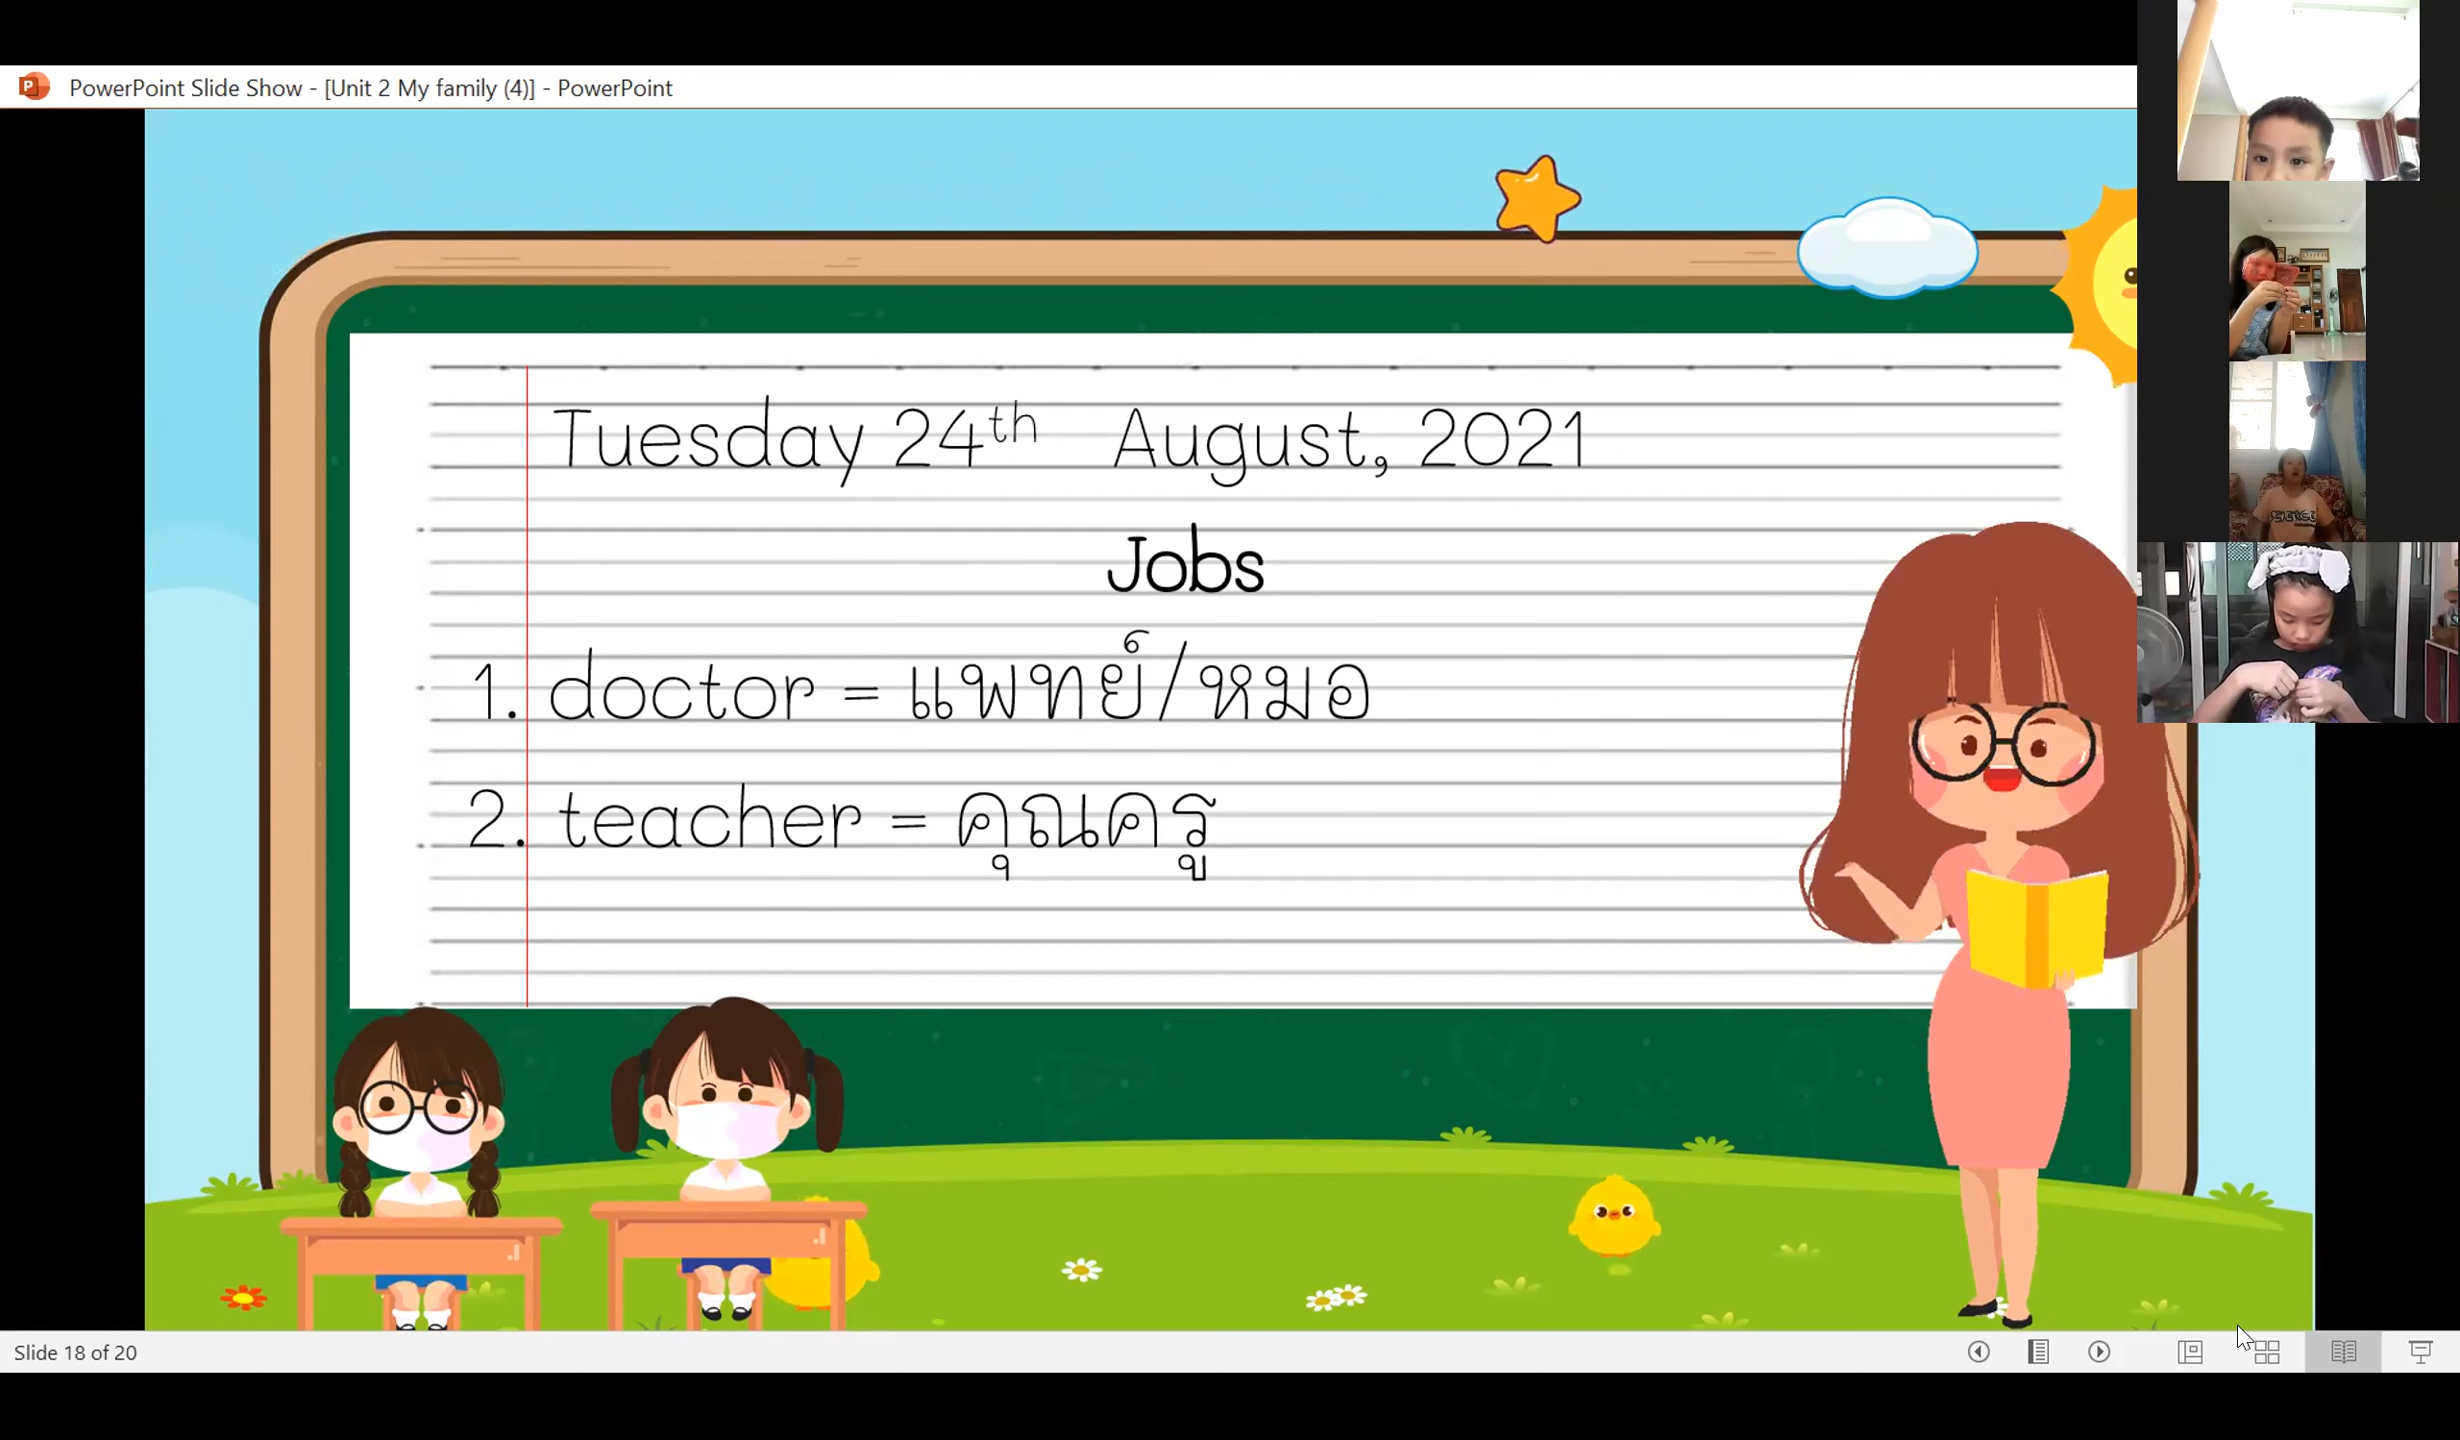 PowerPoint Slide Show - [Unit 2 My family (4)] - PowerPoint
Tuesday 24th August, 2021
Jobs
1. doctor = แพทย์/หมอ
2. teacher = คุณครู
SCIENCE
Slide 18 of 20